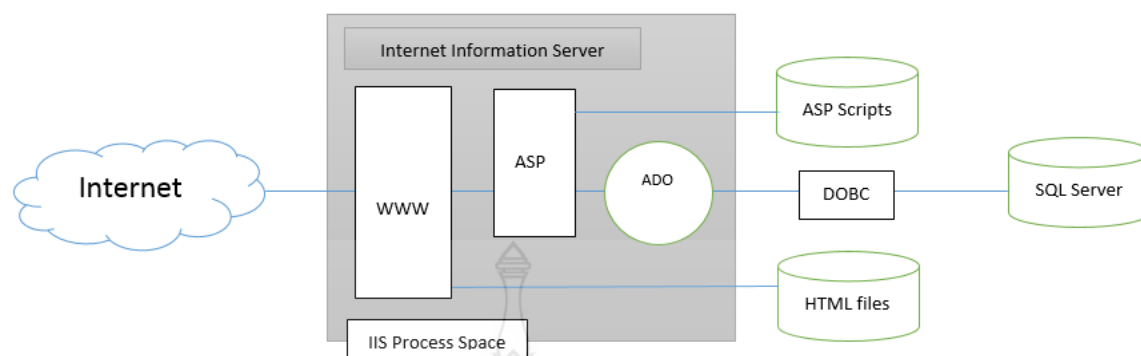 Internet Information Server
Internet
WWW
ASP
ADO
ASP Scripts
DOBC
SQL Server
HTML files
IIS Process Space